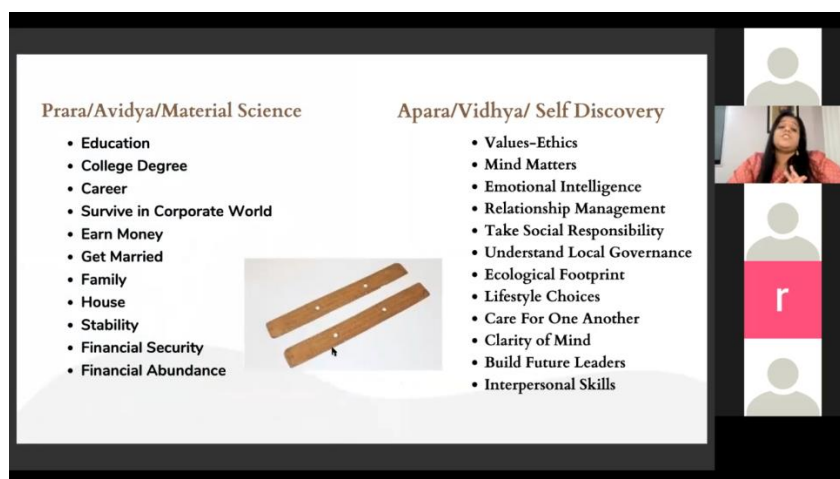 Prara/Avidya/Material Science
• Education
• College Degree
• Career
• Survive in Corporate World
• Earn Money
• Get Married
• Family
• House
• Stability
• Financial Security
• Financial Abundance
Apara/Vidhya/ Self Discovery
• Values-Ethics
• Mind Matters
• Emotional Intelligence
• Relationship Management
• Take Social Responsibility
• Understand Local Governance
• Ecological Footprint
• Lifestyle Choices
• Care For One Another
• Clarity of Mind
• Build Future Leaders
• Interpersonal Skills
r